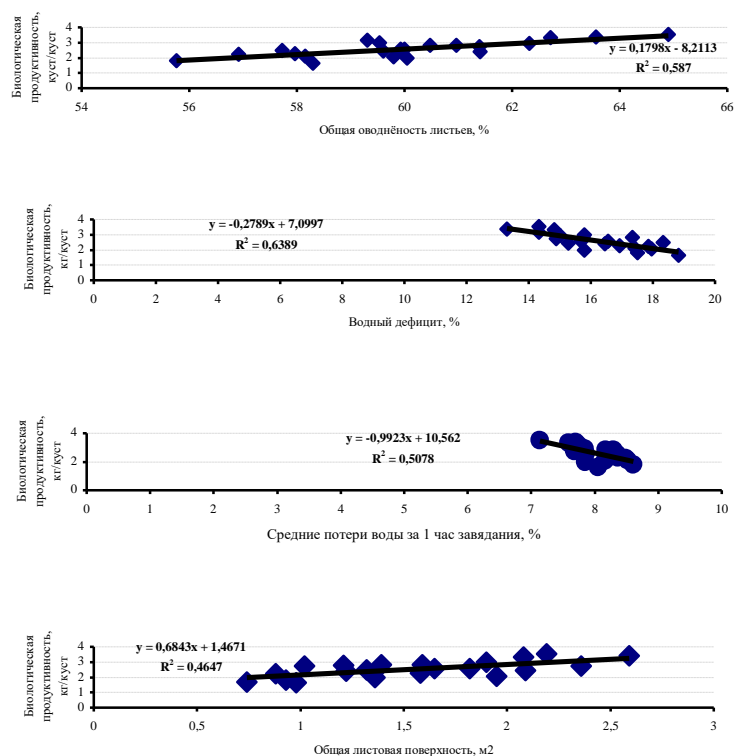 Биологическая
продуктивность,
куст/куст
4
3
2
1
0
y = 0,1798x - 8,2113
R² = 0,587
54 56 58 60 62 64 66
Общая оводнёность листьев, %
Биологическая
продуктивность,
кг/куст
4
3
2
1
0
y = -0,2789x + 7,0997
R² = 0,6389
0 2 4 6 8 10 12 14 16 18 20
Водный дефицит, %
Биологическая
продуктивность,
кг/куст
4
2
0
y = -0,9923x + 10,562
R² = 0,5078
0 1 2 3 4 5 6 7 8 9 10
Средние потери воды за 1 час завядания, %
Биологическая
продуктивность,
кг/куст
4
3
2
1
0
y = 0,6843x + 1,4671
R² = 0,4647
0 0,5 1 1,5 2 2,5 3
Общая листовая поверхность, м2